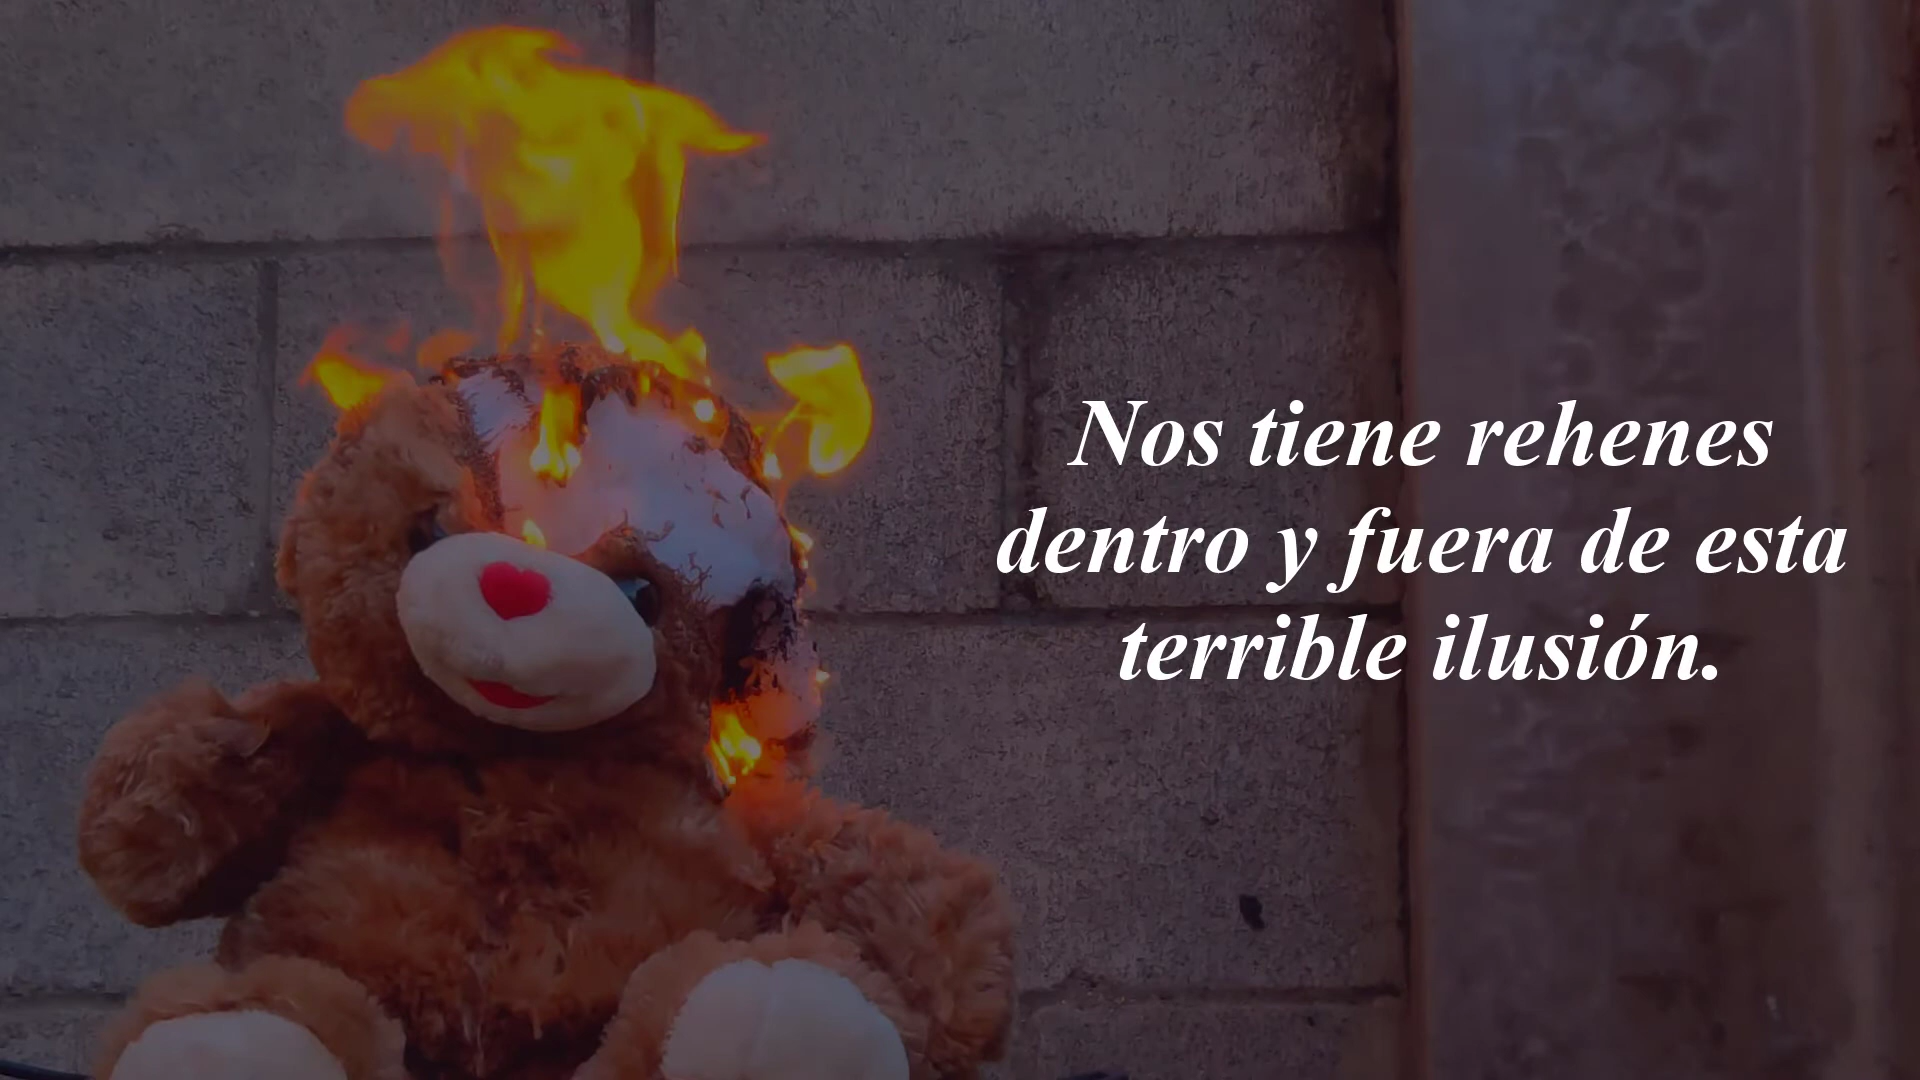 Nos tiene rehenes
dentro y fuera de esta
terrible ilusión.